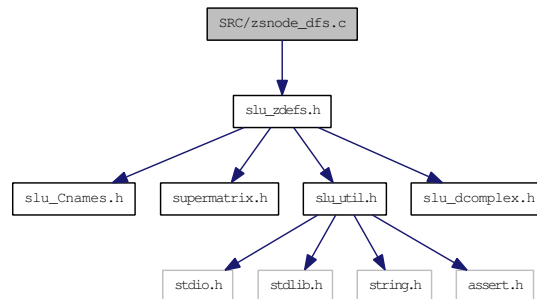 SRC/zsnode_dfs.c
slu_zdefs.h
slu_Cnames.h
supermatrix.h
slu_util.h
slu_dcomplex.h
stdio.h
stdlib.h
string.h
assert.h